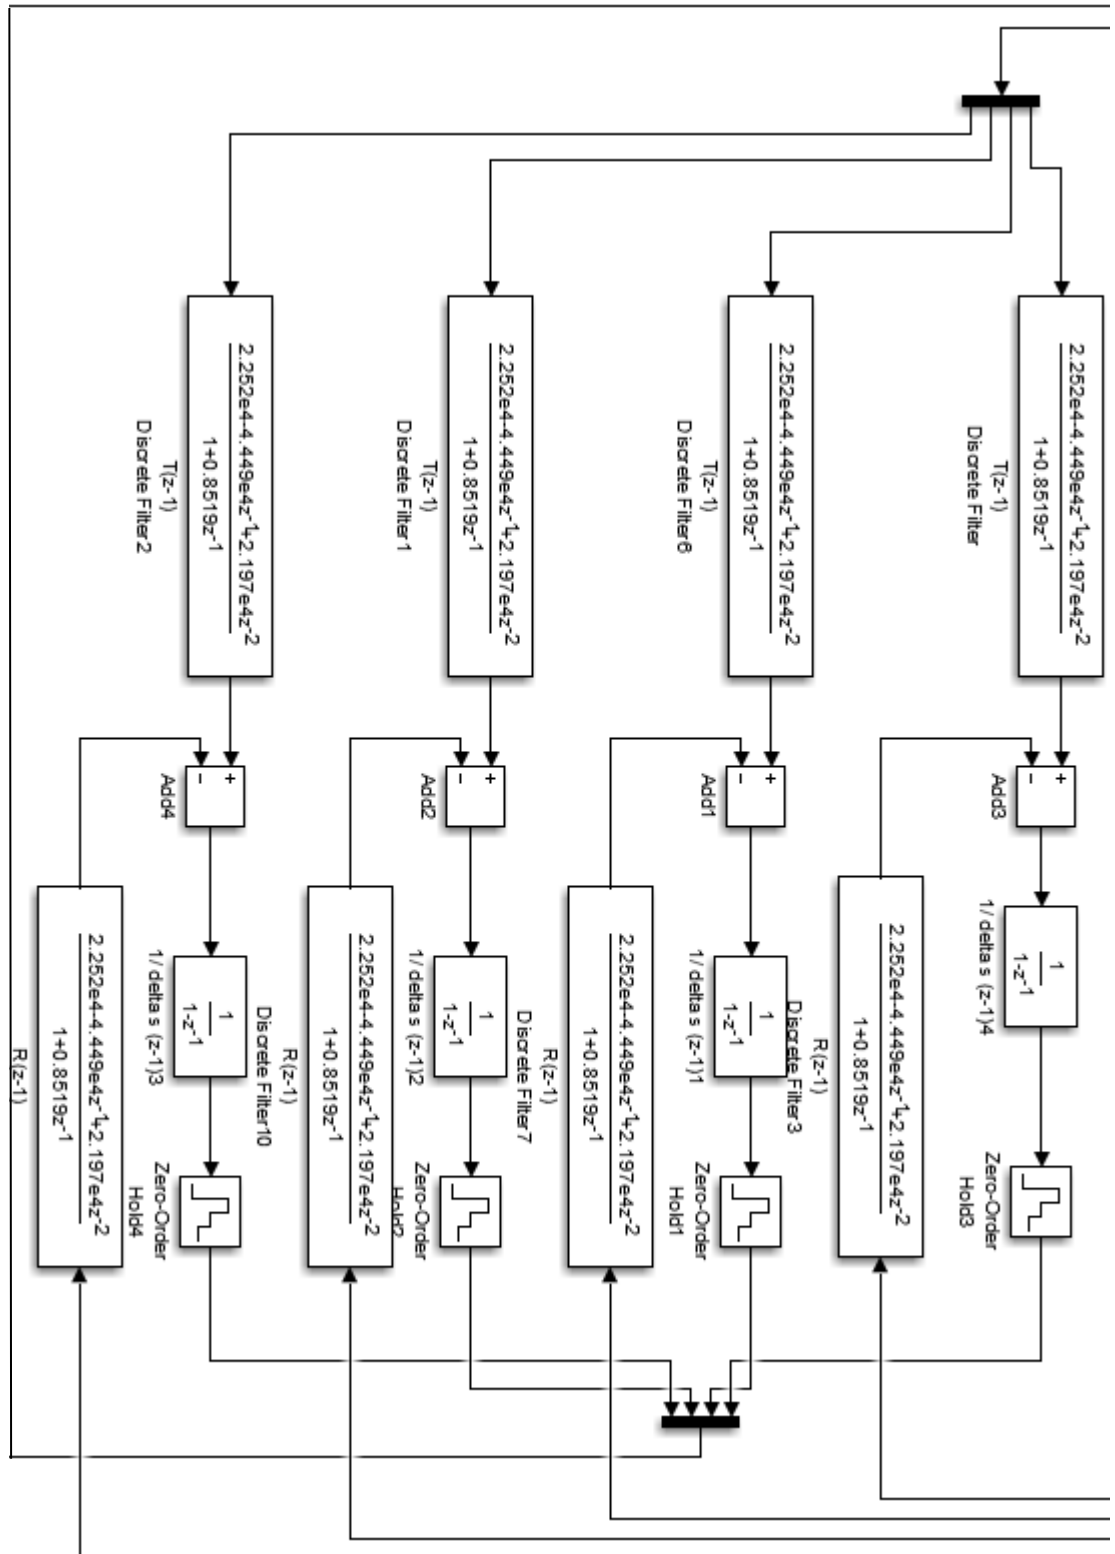 2.252e4-4.449e4z⁻¹+2.197e4z⁻²
1+0.8519z⁻¹
T(z-1)
Discrete Filter
+
-
Add3
1
1-z⁻¹
1/ delta s (z-1)4
Zero-Order
Hold3
2.252e4-4.449e4z⁻¹+2.197e4z⁻²
1+0.8519z⁻¹
R(z-1)
Discrete Filter3
2.252e4-4.449e4z⁻¹+2.197e4z⁻²
1+0.8519z⁻¹
T(z-1)
Discrete Filter6
+
-
Add1
1
1-z⁻¹
1/ delta s (z-1)1
Zero-Order
Hold1
2.252e4-4.449e4z⁻¹+2.197e4z⁻²
1+0.8519z⁻¹
R(z-1)
Discrete Filter7
2.252e4-4.449e4z⁻¹+2.197e4z⁻²
1+0.8519z⁻¹
T(z-1)
Discrete Filter1
+
-
Add2
1
1-z⁻¹
1/ delta s (z-1)2
Zero-Order
Hold2
2.252e4-4.449e4z⁻¹+2.197e4z⁻²
1+0.8519z⁻¹
R(z-1)
Discrete Filter10
2.252e4-4.449e4z⁻¹+2.197e4z⁻²
1+0.8519z⁻¹
T(z-1)
Discrete Filter2
+
-
Add4
1
1-z⁻¹
1/ delta s (z-1)3
Zero-Order
Hold4
2.252e4-4.449e4z⁻¹+2.197e4z⁻²
1+0.8519z⁻¹
R(z-1)